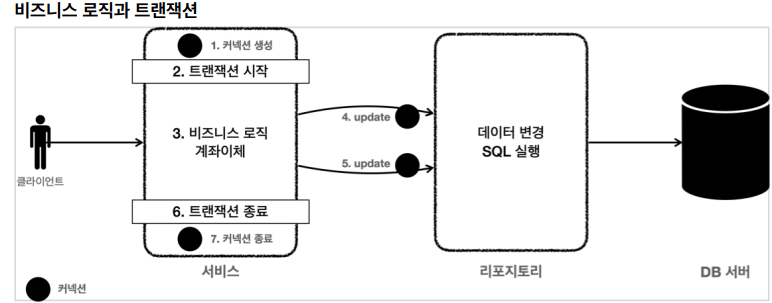 비즈니스 로직과 트랜잭션
1. 커넥션 생성
2. 트랜잭션 시작
3. 비즈니스 로직
계좌이체
4. update
5. update
6. 트랜잭션 종료
7. 커넥션 종료
클라이언트
데이터 변경
SQL 실행
서비스
리포지토리
DB 서버
커넥션